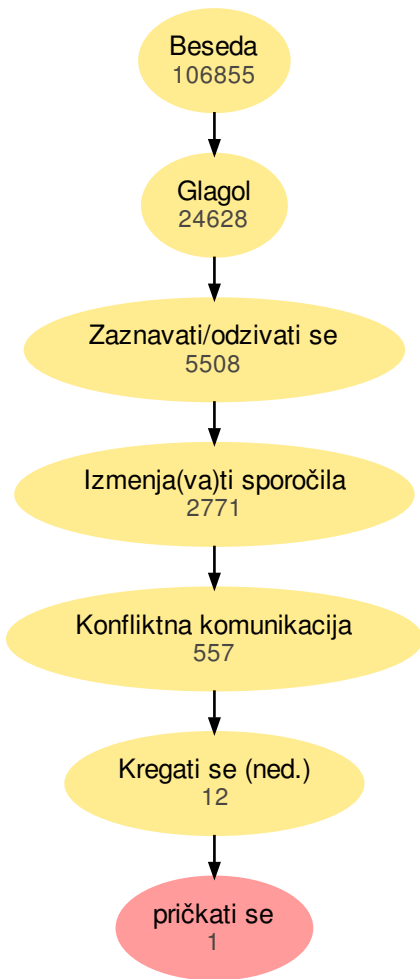 Beseda
106855
Glagol
24628
Zaznavati/odzivati se
5508
Izmenja(va)ti sporočila
2771
Konfliktna komunikacija
557
Kregati se (ned.)
12
pričkati se
1